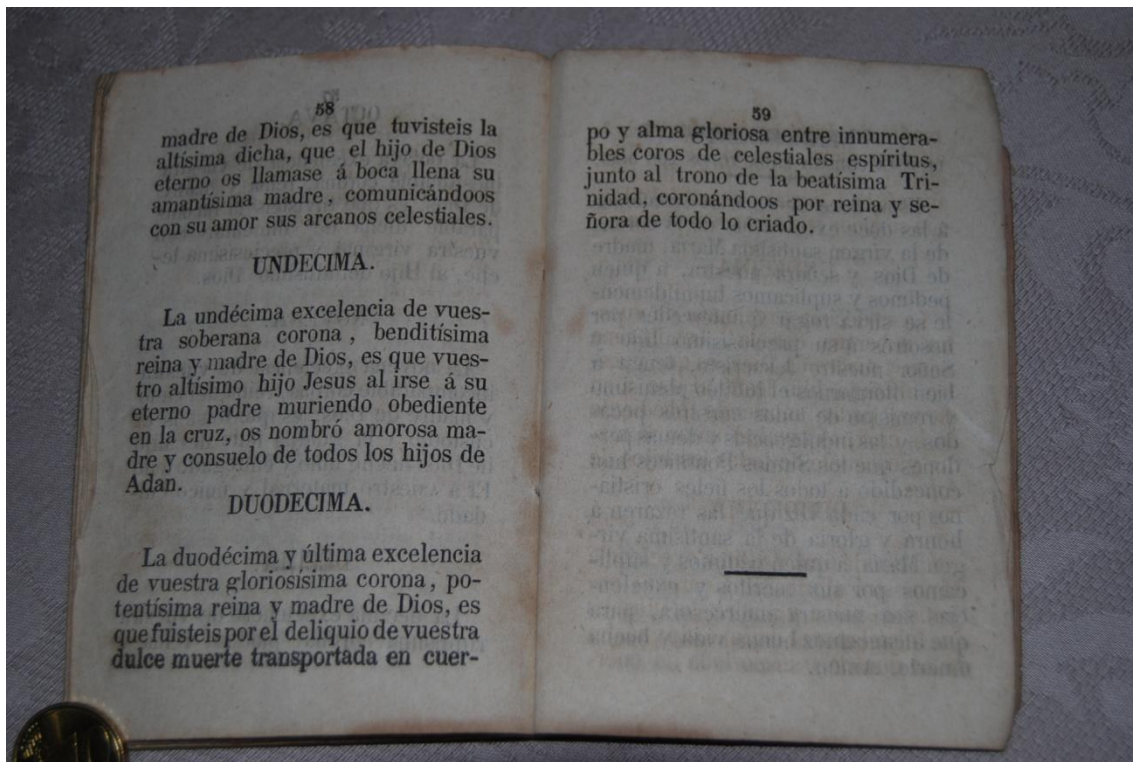 58
madre de Dios, es que tuvisteis la
altísima dicha, que el hijo de Dios
eterno os llamase á boca llena su
amantísima madre, comunicándoos
con su amor sus arcanos celestiales.
UNDECIMA.
La undécima excelencia de vues-
tra soberana corona, benditísima
reina y madre de Dios, es que vues-
tro altísimo hijo Jesus al irse á su
eterno padre muriendo obediente
en la cruz, os nombró amorosa ma-
dre y consuelo de todos los hijos de
Adan.
DUODECIMA.
La duodécima y última excelencia
de vuestra gloriosísima corona, po-
tentísima reina y madre de Dios, es
que fuisteis por el deliquio de vuestra
dulce muerte transportada en cuer-
59
po y alma gloriosa entre innumera-
bles coros de celestiales espíritus,
junto al trono de la beatísima Tri-
nidad, coronándoos por reina y se-
ñora de todo lo criado.